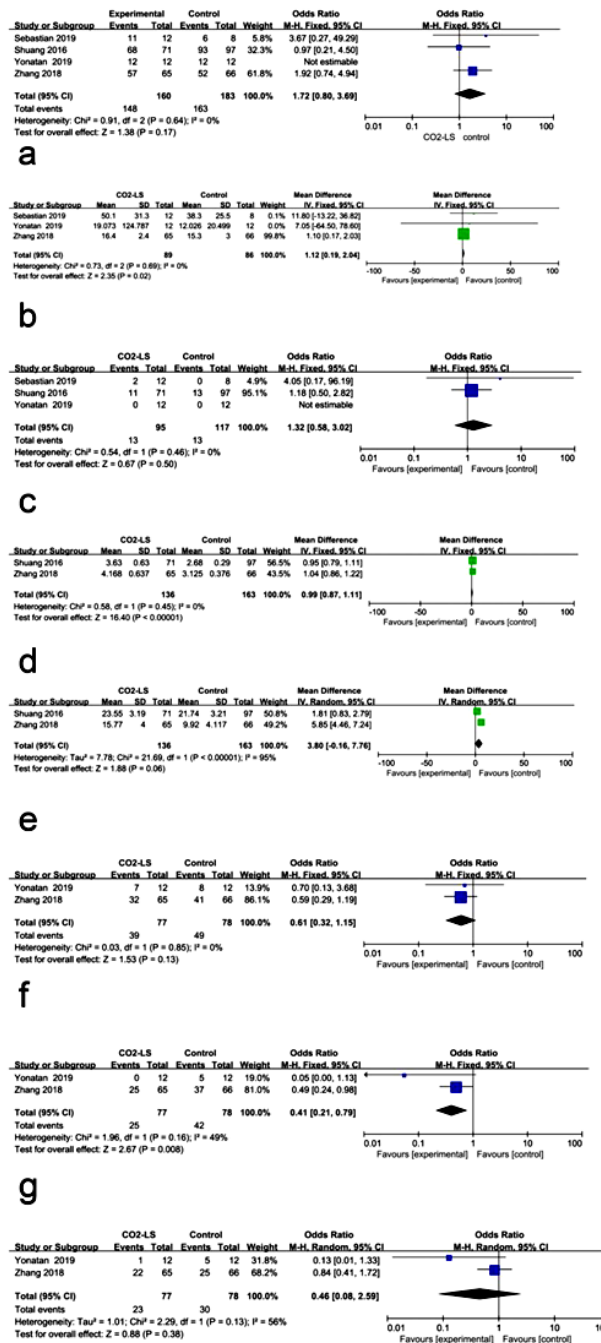 Experimental Control Odds Ratio Odds Ratio
Study or Subgroup Events Total Events Total Weight M-H. Fixed. 95% CI M-H. Fixed. 95% CI
Sebastian 2019 11 12 6 8 5.8% 3.67 [0.27, 49.29]
Shuang 2016 68 71 93 97 32.3% 0.97 [0.21, 4.50]
Yonatan 2019 12 12 12 12 Not estimable
Zhang 2018 57 65 52 66 61.8% 1.92 [0.74, 4.94]
Total (95% CI) 160 183 100.0% 1.72 [0.80, 3.69]
Total events 148 163
Heterogeneity: Chi² = 0.91, df = 2 (P = 0.64); I² = 0%
Test for overall effect: Z = 1.38 (P = 0.17)
0.01 0.1 1 10 100
CO2-LS control
a
CO2-LS Control Mean Difference Mean Difference
Study or Subgroup Mean SD Total Mean SD Total Weight IV. Fixed. 95% CI IV. Fixed. 95% CI
Sebastian 2019 50.1 31.3 12 38.3 25.5 8 0.1% 11.80 [-13.22, 36.82]
Yonatan 2019 19.073 124.787 12 12.026 20.499 12 0.0% 7.05 [-64.50, 78.60]
Zhang 2018 16.4 2.4 65 15.3 3 66 99.9% 1.10 [0.17, 2.03]
Total (95% CI) 89 86 100.0% 1.12 [0.19, 2.04]
Heterogeneity: Chi² = 0.73, df = 2 (P = 0.69); I² = 0%
Test for overall effect: Z = 2.35 (P = 0.02)
-100 -50 0 50 100
Favours [experimental] Favours [control]
b
CO2-LS Control Odds Ratio Odds Ratio
Study or Subgroup Events Total Events Total Weight M-H. Fixed. 95% CI M-H. Fixed. 95% CI
Sebastian 2019 2 12 0 8 4.9% 4.05 [0.17, 96.19]
Shuang 2016 11 71 13 97 95.1% 1.18 [0.50, 2.82]
Yonatan 2019 0 12 0 12 Not estimable
Total (95% CI) 95 117 100.0% 1.32 [0.58, 3.02]
Total events 13 13
Heterogeneity: Chi² = 0.54, df = 1 (P = 0.46); I² = 0%
Test for overall effect: Z = 0.67 (P = 0.50)
0.01 0.1 1 10 100
Favours [experimental] Favours [control]
c
CO2-LS Control Mean Difference Mean Difference
Study or Subgroup Mean SD Total Mean SD Total Weight IV. Fixed. 95% CI IV. Fixed. 95% CI
Shuang 2016 3.63 0.63 71 2.68 0.29 97 56.5% 0.95 [0.79, 1.11]
Zhang 2018 4.168 0.637 65 3.125 0.376 66 43.5% 1.04 [0.86, 1.22]
Total (95% CI) 136 163 100.0% 0.99 [0.87, 1.11]
Heterogeneity: Chi² = 0.58, df = 1 (P = 0.45); I² = 0%
Test for overall effect: Z = 16.40 (P < 0.00001)
-100 -50 0 50 100
Favours [experimental] Favours [control]
d
CO2-LS Control Mean Difference Mean Difference
Study or Subgroup Mean SD Total Mean SD Total Weight IV. Random. 95% CI IV. Random. 95% CI
Shuang 2016 23.55 3.19 71 21.74 3.21 97 50.8% 1.81 [0.83, 2.79]
Zhang 2018 15.77 4 65 9.92 4.117 66 49.2% 5.85 [4.46, 7.24]
Total (95% CI) 136 163 100.0% 3.80 [-0.16, 7.76]
Heterogeneity: Tau² = 7.78; Chi² = 21.69, df = 1 (P < 0.00001); I² = 95%
Test for overall effect: Z = 1.88 (P = 0.06)
-100 -50 0 50 100
Favours [experimental] Favours [control]
e
CO2-LS Control Odds Ratio Odds Ratio
Study or Subgroup Events Total Events Total Weight M-H. Fixed. 95% CI M-H. Fixed. 95% CI
Yonatan 2019 7 12 8 12 13.9% 0.70 [0.13, 3.68]
Zhang 2018 32 65 41 66 86.1% 0.59 [0.29, 1.19]
Total (95% CI) 77 78 100.0% 0.61 [0.32, 1.15]
Total events 39 49
Heterogeneity: Chi² = 0.03, df = 1 (P = 0.85); I² = 0%
Test for overall effect: Z = 1.53 (P = 0.13)
0.01 0.1 1 10 100
Favours [experimental] Favours [control]
f
CO2-LS Control Odds Ratio Odds Ratio
Study or Subgroup Events Total Events Total Weight M-H. Fixed. 95% CI M-H. Fixed. 95% CI
Yonatan 2019 0 12 5 12 19.0% 0.05 [0.00, 1.13]
Zhang 2018 25 65 37 66 81.0% 0.49 [0.24, 0.98]
Total (95% CI) 77 78 100.0% 0.41 [0.21, 0.79]
Total events 25 42
Heterogeneity: Chi² = 1.96, df = 1 (P = 0.16); I² = 49%
Test for overall effect: Z = 2.67 (P = 0.008)
0.01 0.1 1 10 100
Favours [experimental] Favours [control]
g
CO2-LS Control Odds Ratio Odds Ratio
Study or Subgroup Events Total Events Total Weight M-H. Random. 95% CI M-H. Random. 95% CI
Yonatan 2019 1 12 5 12 31.8% 0.13 [0.01, 1.33]
Zhang 2018 22 65 25 66 68.2% 0.84 [0.41, 1.72]
Total (95% CI) 77 78 100.0% 0.46 [0.08, 2.59]
Total events 23 30
Heterogeneity: Tau² = 1.01; Chi² = 2.29, df = 1 (P = 0.13); I² = 56%
Test for overall effect: Z = 0.88 (P = 0.38)
0.01 0.1 1 10 100
Favours [experimental] Favours [control]